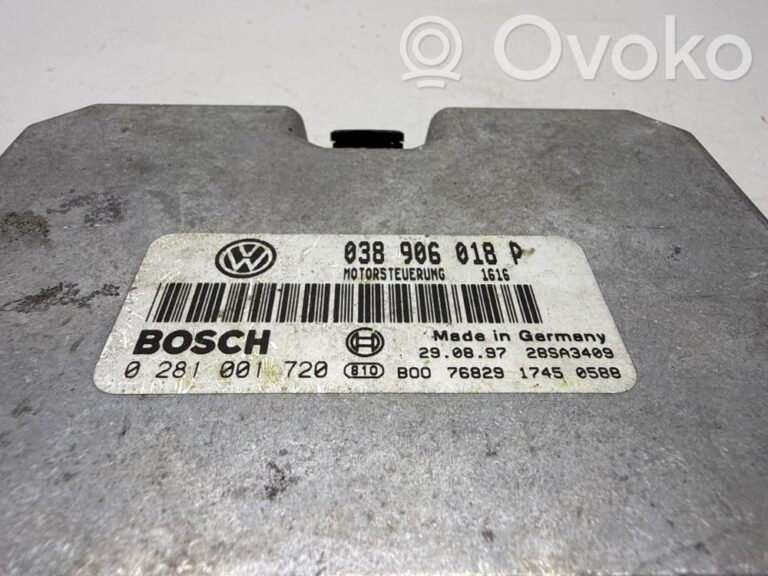 Ovoko
038 906 018 P
MOTORSTEUERUNG 1616
BOSCH
Made in Germany
29.08.97 28SA3409
0 281 001 720 810 B00 76829 1745 0588